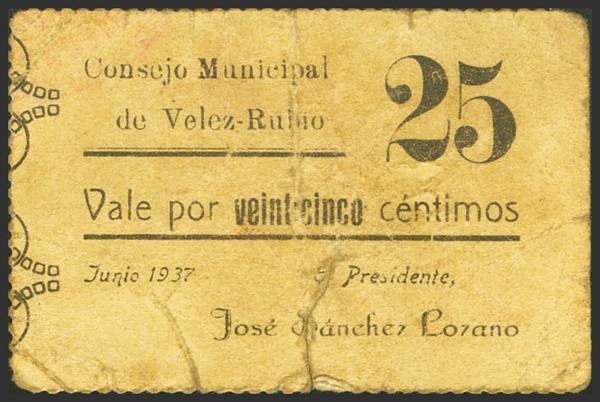 Consejo Municipal
de Velez-Rubio
25
Vale por veinticinco céntimos
Junio 1937
El Presidente,
José Sánchez Lozano